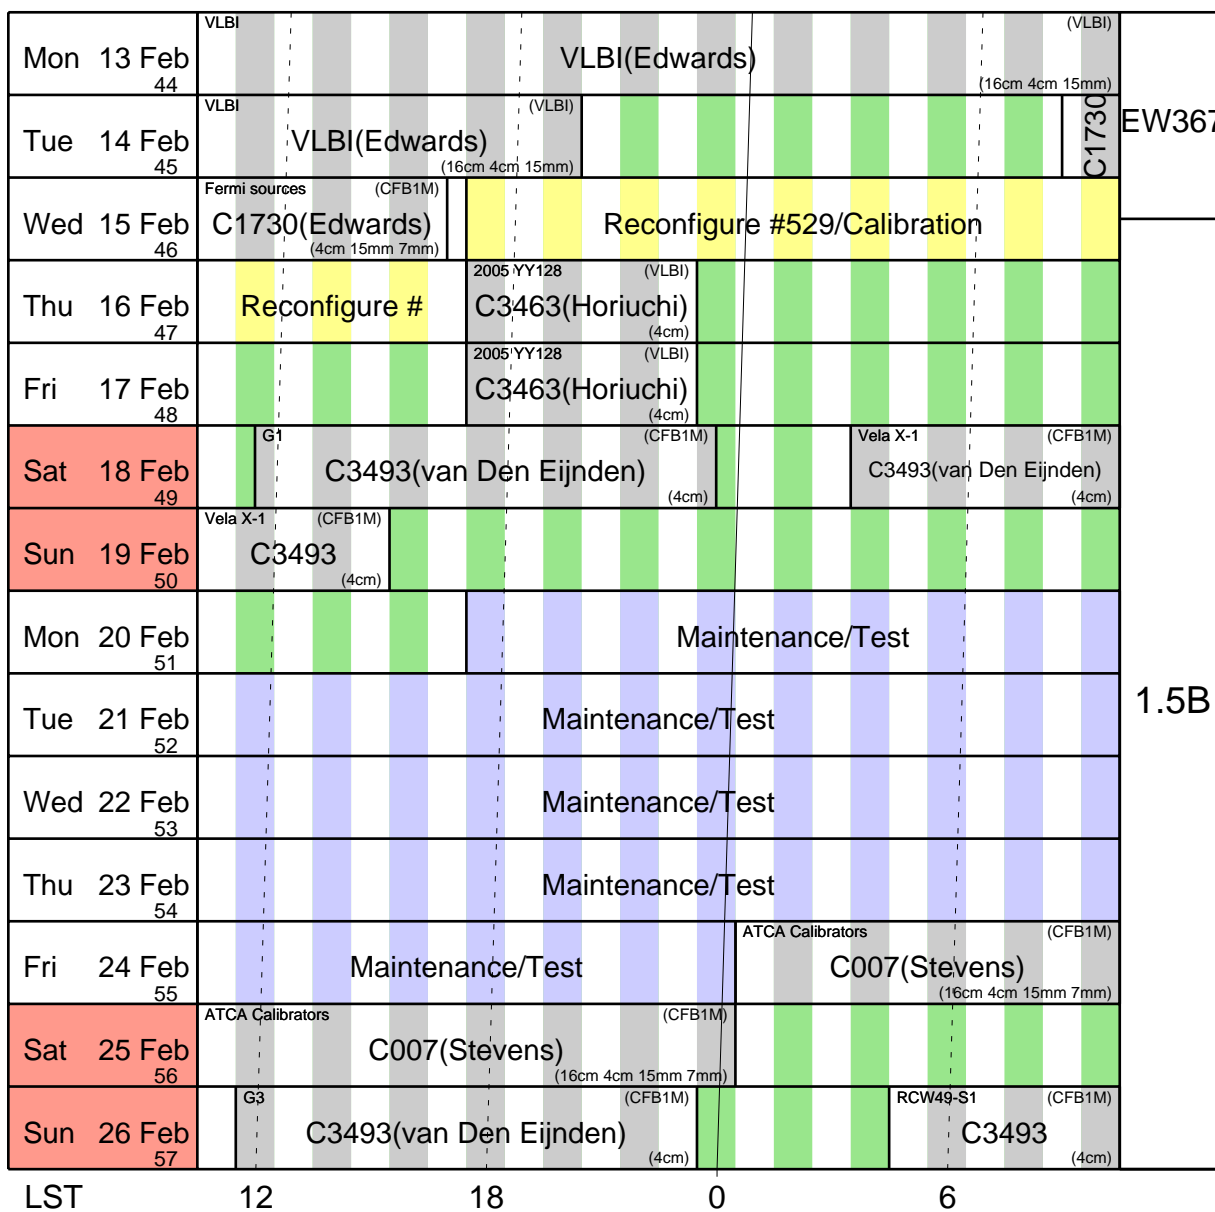 VLBI (VLBI)
Mon 13 Feb VLBI(Edwards)
44 (16cm 4cm 15mm)
VLBI (VLBI)
Tue 14 Feb VLBI(Edwards) C1730 EW367
45 (16cm 4cm 15mm)
Fermi sources (CFB1M)
Wed 15 Feb C1730(Edwards) Reconfigure #529/Calibration
46 (4cm 15mm 7mm)
2005 YY128 (VLBI)
Thu 16 Feb Reconfigure # C3463(Horiuchi)
47 (4cm)
2005 YY128 (VLBI)
Fri 17 Feb C3463(Horiuchi)
48 (4cm)
G1 (CFB1M) Vela X-1 (CFB1M)
Sat 18 Feb C3493(van Den Eijnden) C3493(van Den Eijnden)
49 (4cm) (4cm)
Vela X-1 (CFB1M)
Sun 19 Feb C3493
50 (4cm)
Mon 20 Feb Maintenance/Test
51
Tue 21 Feb Maintenance/Test 1.5B
52
Wed 22 Feb Maintenance/Test
53
Thu 23 Feb Maintenance/Test
54
ATCA Calibrators (CFB1M)
Fri 24 Feb Maintenance/Test C007(Stevens)
55 (16cm 4cm 15mm 7mm)
ATCA Calibrators (CFB1M)
Sat 25 Feb C007(Stevens)
56 (16cm 4cm 15mm 7mm)
G3 (CFB1M) RCW49-S1 (CFB1M)
Sun 26 Feb C3493(van Den Eijnden) C3493
57 (4cm) (4cm)
LST 12 18 0 6